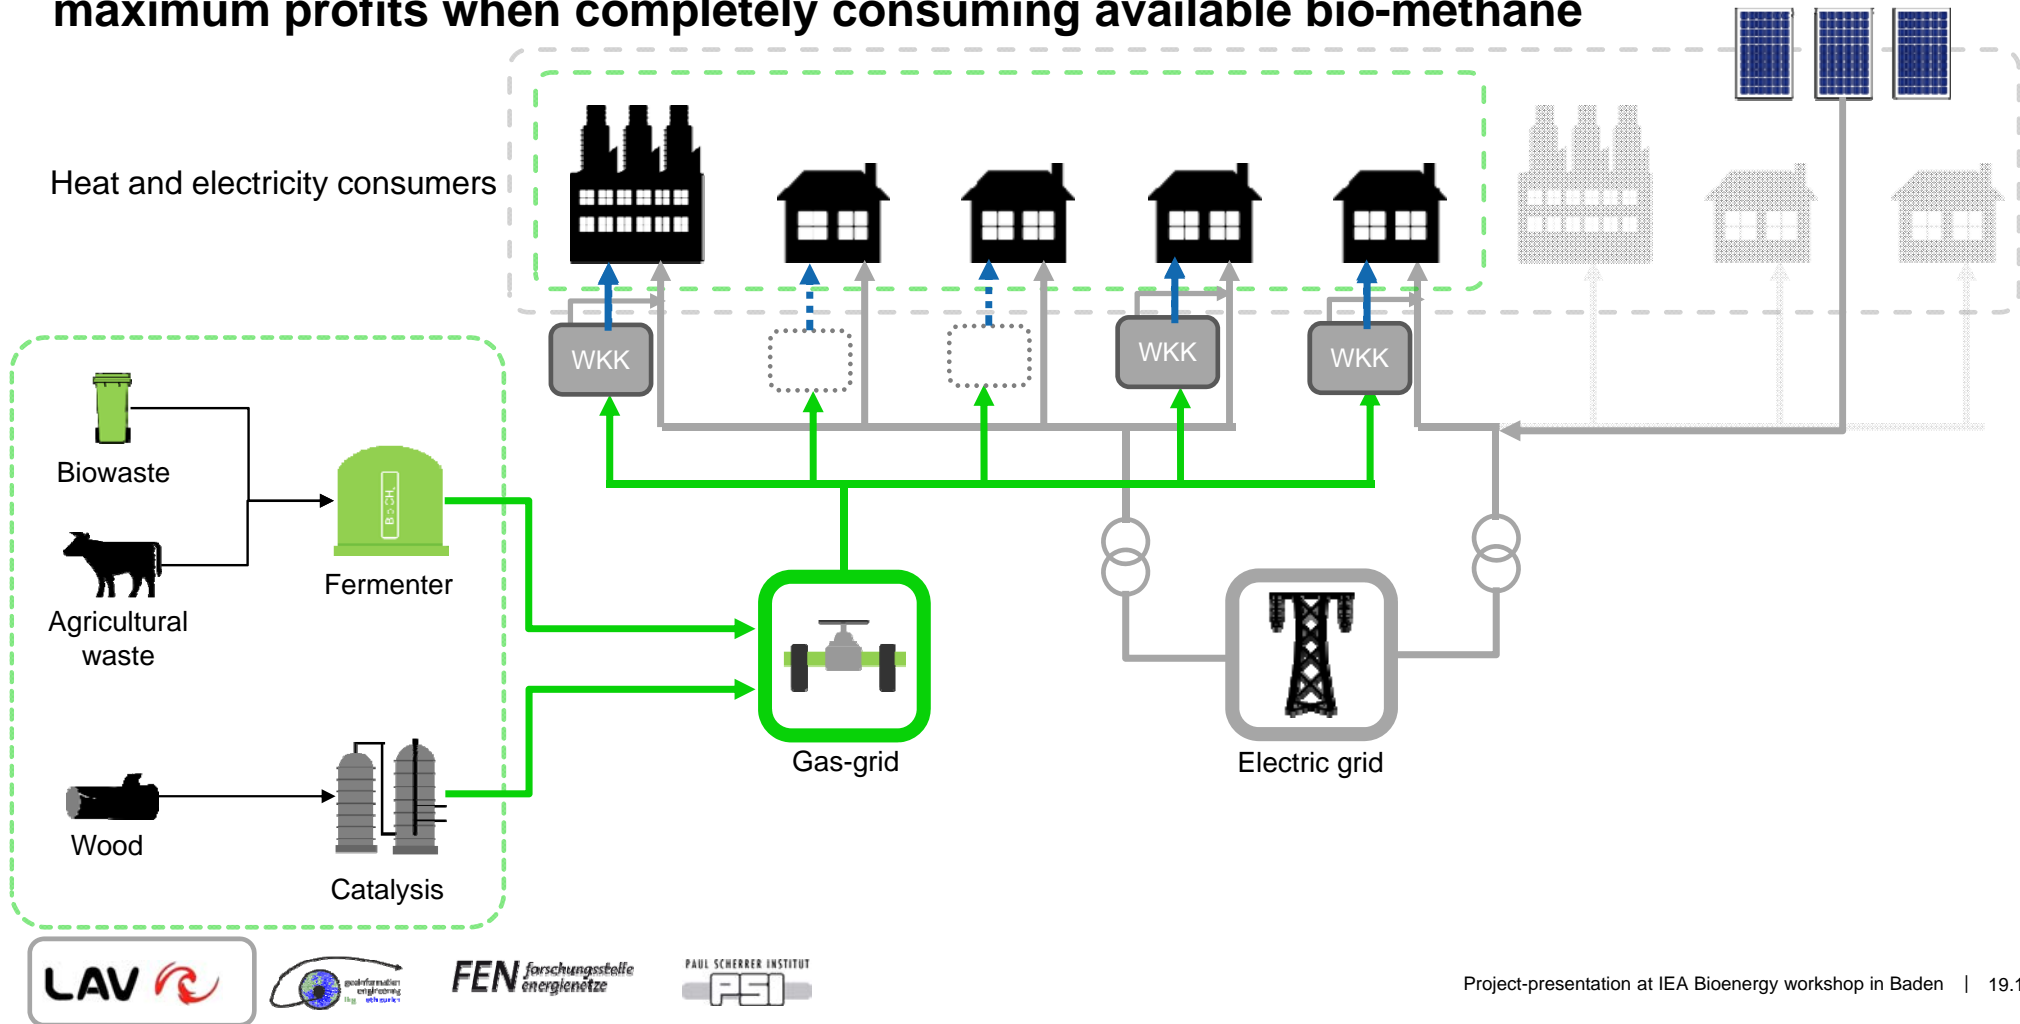 maximum profits when completely consuming available bio-methane
Heat and electricity consumers
WKK
WKK
WKK
Biowaste
Fermenter
Agricultural
waste
Gas-grid
Electric grid
Wood
Catalysis
LAV
geoinformation
engineering
FEN forschungsstelle
energienetze
PAUL SCHERRER INSTITUT
PSI
Project-presentation at IEA Bioenergy workshop in Baden | 19.1